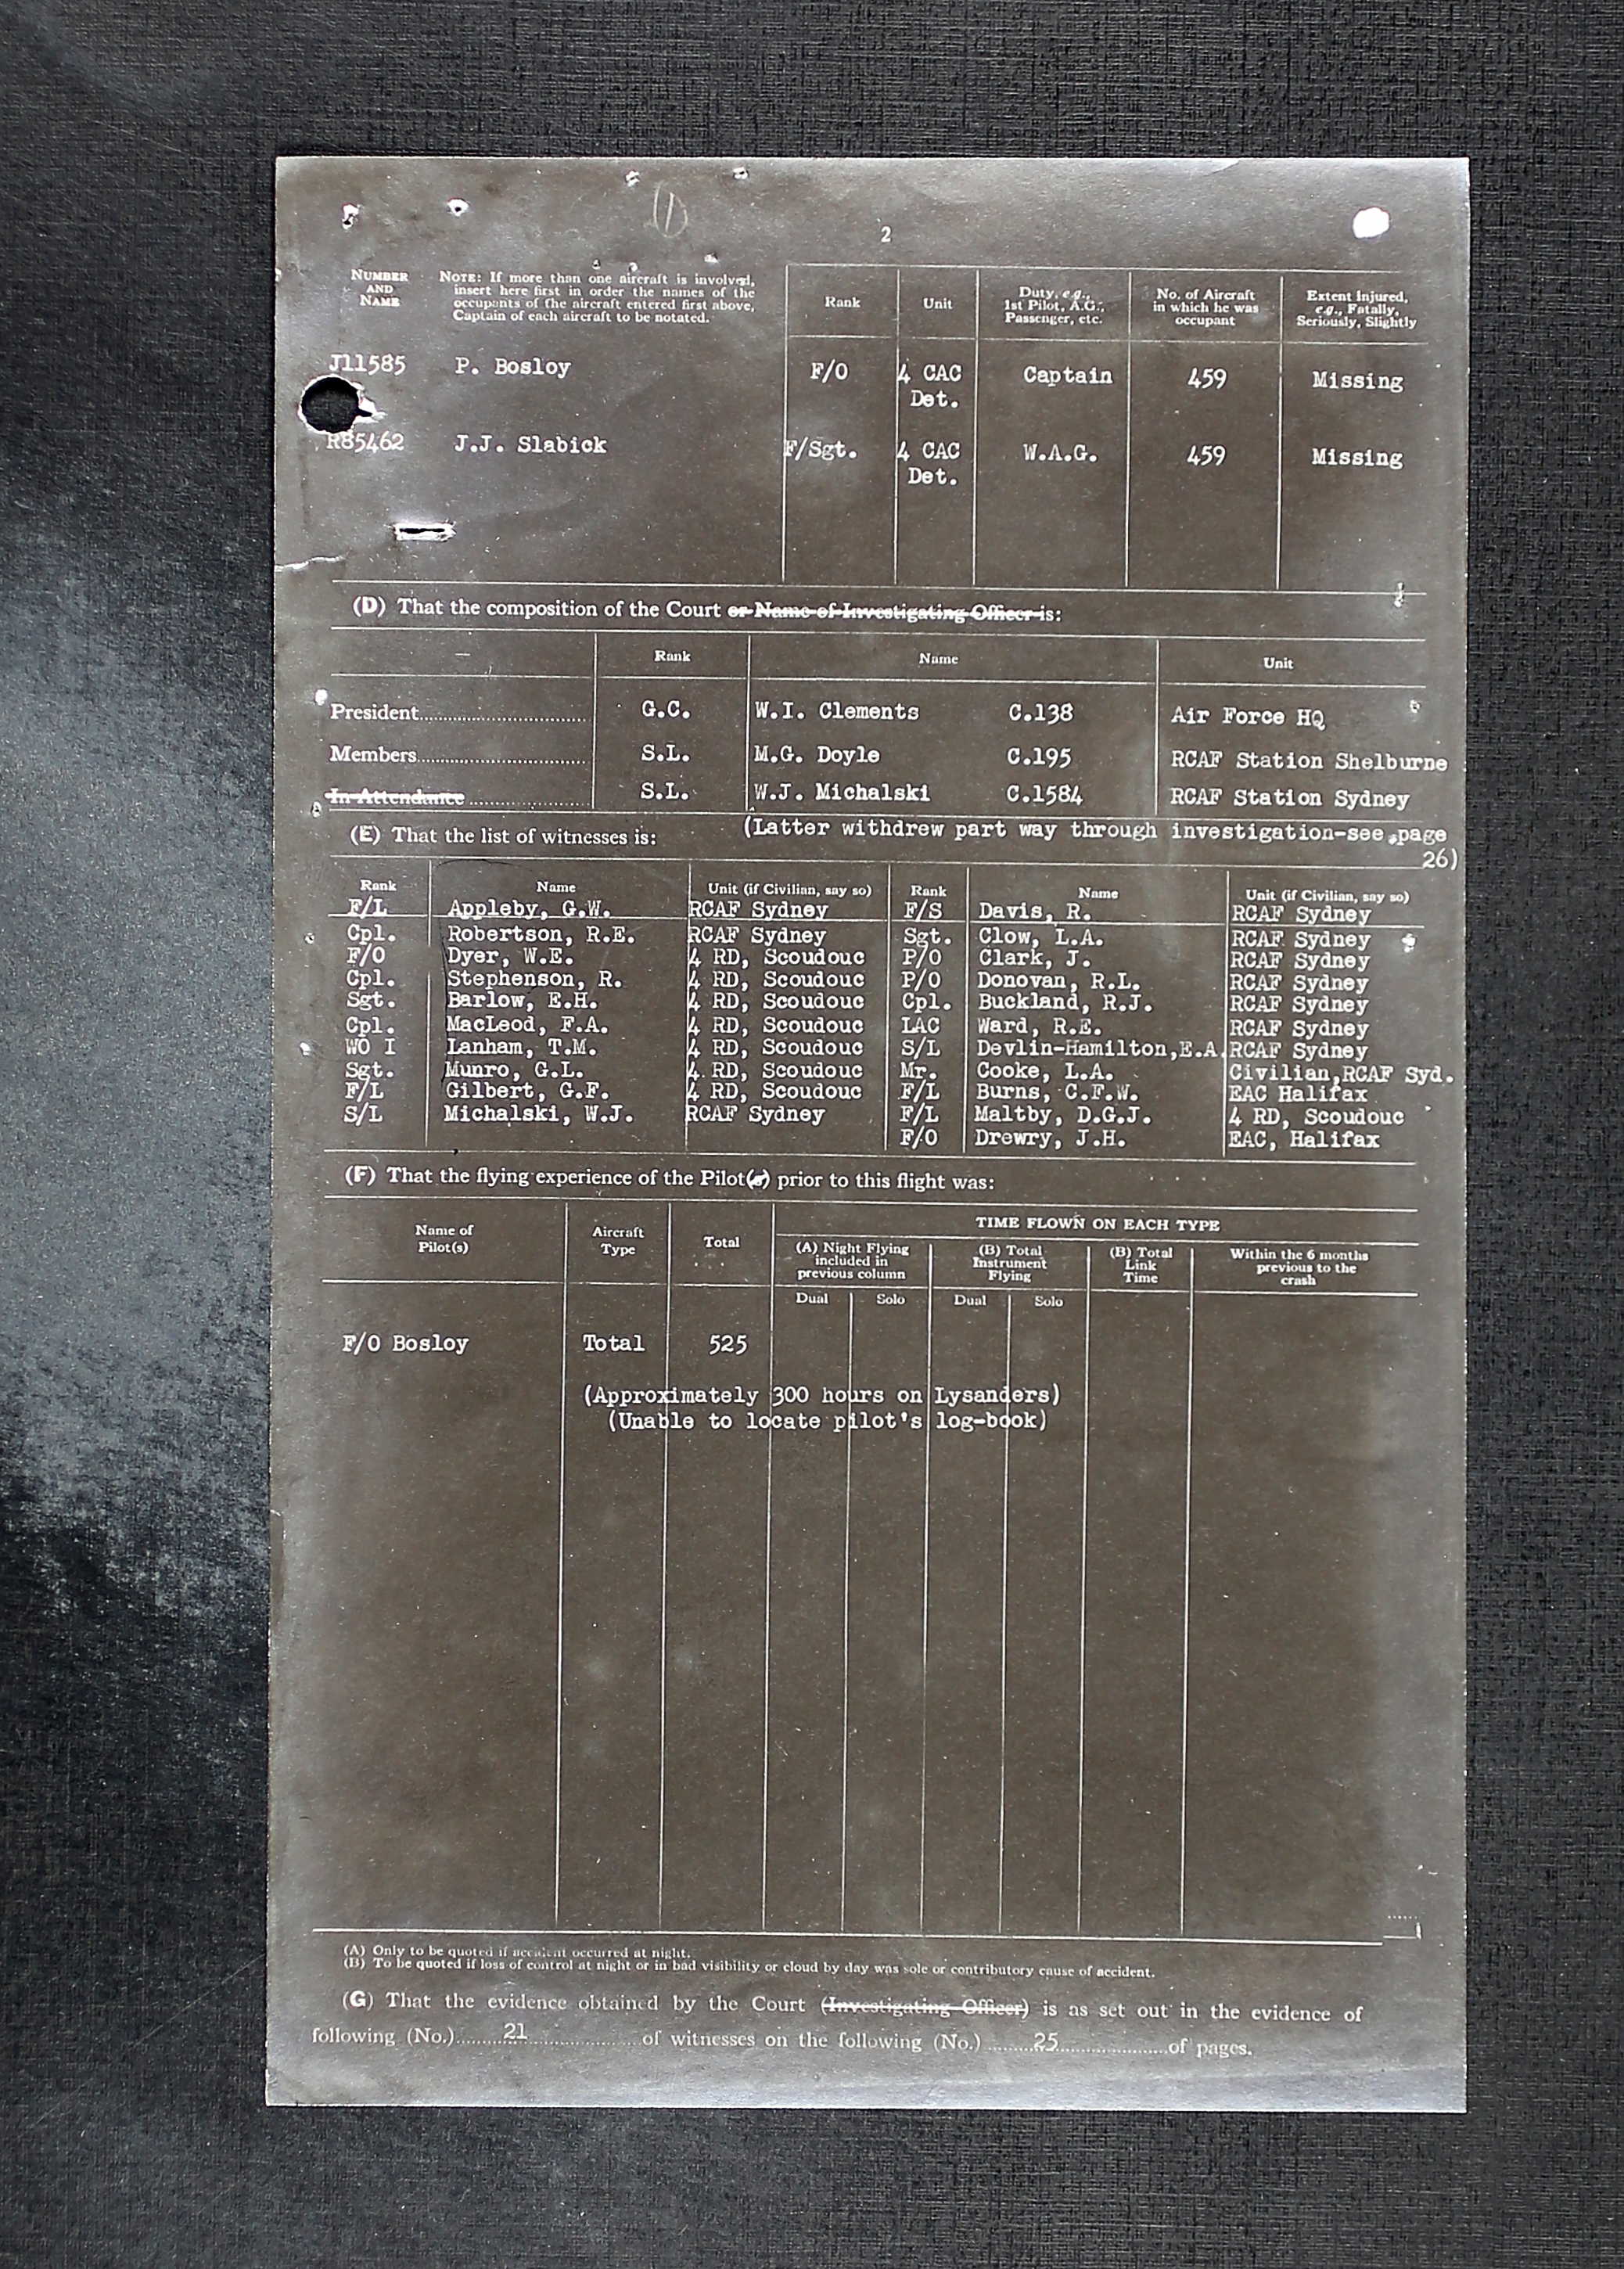 2
NUMBER AND NAME
NOTE: If more than one aircraft is involved, insert here first in order the names of the occupants of the aircraft entered first above, Captain of each aircraft to be notated.
Rank Unit Duty, e.g., 1st Pilot, A.G., Passenger, etc. No. of Aircraft in which he was occupant Extent Injured, e.g., Fatally, Seriously, Slightly
J11585 P. Bosloy F/O 4 CAC Det. Captain 459 Missing
R85462 J.J. Slabick F/Sgt. 4 CAC Det. W.A.G. 459 Missing
(D) That the composition of the Court or Name of Investigating Officer is:
Rank Name Unit
President G.C. W.I. Clements C.138 Air Force HQ
Members S.L. M.G. Doyle C.195 RCAF Station Shelburne
In Attendance S.L. W.J. Michalski C.1584 RCAF Station Sydney
(Latter withdrew part way through investigation-see page 26)
(E) That the list of witnesses is:
Rank Name Unit (if Civilian, say so) Rank Name Unit (if Civilian, say so)
F/L Appleby, G.W. RCAF Sydney F/S Davis, R. RCAF Sydney
Cpl. Robertson, R.E. RCAF Sydney Sgt. Clow, L.A. RCAF Sydney
F/O Dyer, W.E. 4 RD, Scoudouc P/O Clark, J. RCAF Sydney
Cpl. Stephenson, R. 4 RD, Scoudouc P/O Donovan, R.L. RCAF Sydney
Sgt. Barlow, E.H. 4 RD, Scoudouc Cpl. Buckland, R.J. RCAF Sydney
Cpl. MacLeod, F.A. 4 RD, Scoudouc LAC Ward, R.E. RCAF Sydney
WO I Lanham, T.M. 4 RD, Scoudouc S/L Devlin-Hamilton,E.A. RCAF Sydney
Sgt. Munro, G.L. 4 RD, Scoudouc Mr. Cooke, L.A. Civilian,RCAF Syd.
F/L Gilbert, G.F. 4 RD, Scoudouc F/L Burns, C.F.W. EAC Halifax
S/L Michalski, W.J. RCAF Sydney F/L Maltby, D.G.J. 4 RD, Scoudouc
F/O Drewry, J.H. EAC, Halifax
(F) That the flying experience of the Pilot(s) prior to this flight was:
Name of Pilot(s) Aircraft Type Total TIME FLOWN ON EACH TYPE
(A) Night Flying included in previous column (B) Total Instrument Flying (B) Total Link Time Within the 6 months previous to the crash
Dual Solo Dual Solo
F/O Bosloy Total 525
(Approximately 300 hours on Lysanders)
(Unable to locate pilot's log-book)
(A) Only to be quoted if accident occurred at night.
(B) To be quoted if loss of control at night or in bad visibility or cloud by day was sole or contributory cause of accident.
(G) That the evidence obtained by the Court (Investigating Officer) is as set out in the evidence of
following (No.) 21 of witnesses on the following (No.) 25 of pages.